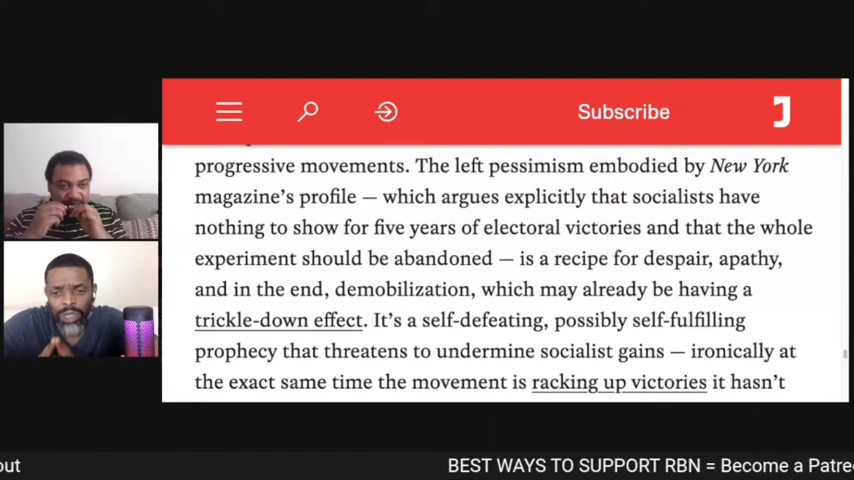 Subscribe
progressive movements. The left pessimism embodied by New York
magazine's profile — which argues explicitly that socialists have
nothing to show for five years of electoral victories and that the whole
experiment should be abandoned — is a recipe for despair, apathy,
and in the end, demobilization, which may already be having a
trickle-down effect. It's a self-defeating, possibly self-fulfilling
prophecy that threatens to undermine socialist gains — ironically at
the exact same time the movement is racking up victories it hasn't
out BEST WAYS TO SUPPORT RBN = Become a Patre